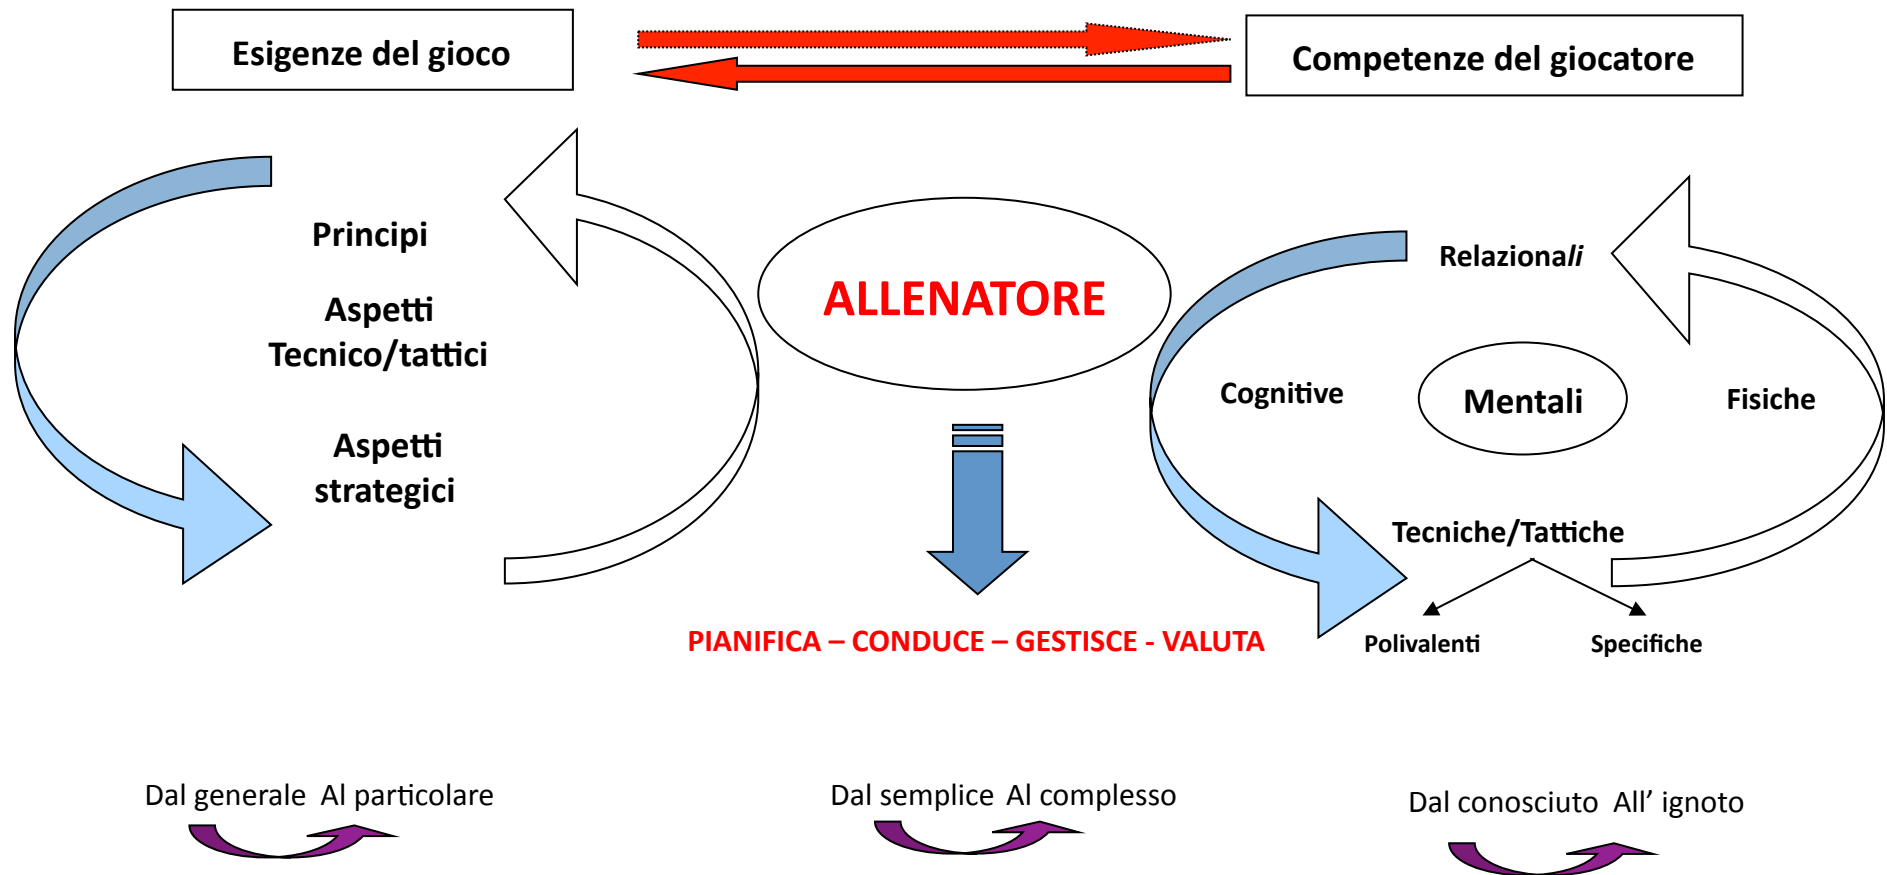 Esigenze del gioco
Competenze del giocatore
Principi
Aspetti
Tecnico/tattici
Aspetti
strategici
ALLENATORE
PIANIFICA – CONDUCE – GESTISCE - VALUTA
Relazionali
Cognitive
Mentali
Fisiche
Tecniche/Tattiche
Polivalenti
Specifiche
Dal generale Al particolare
Dal semplice Al complesso
Dal conosciuto All’ ignoto